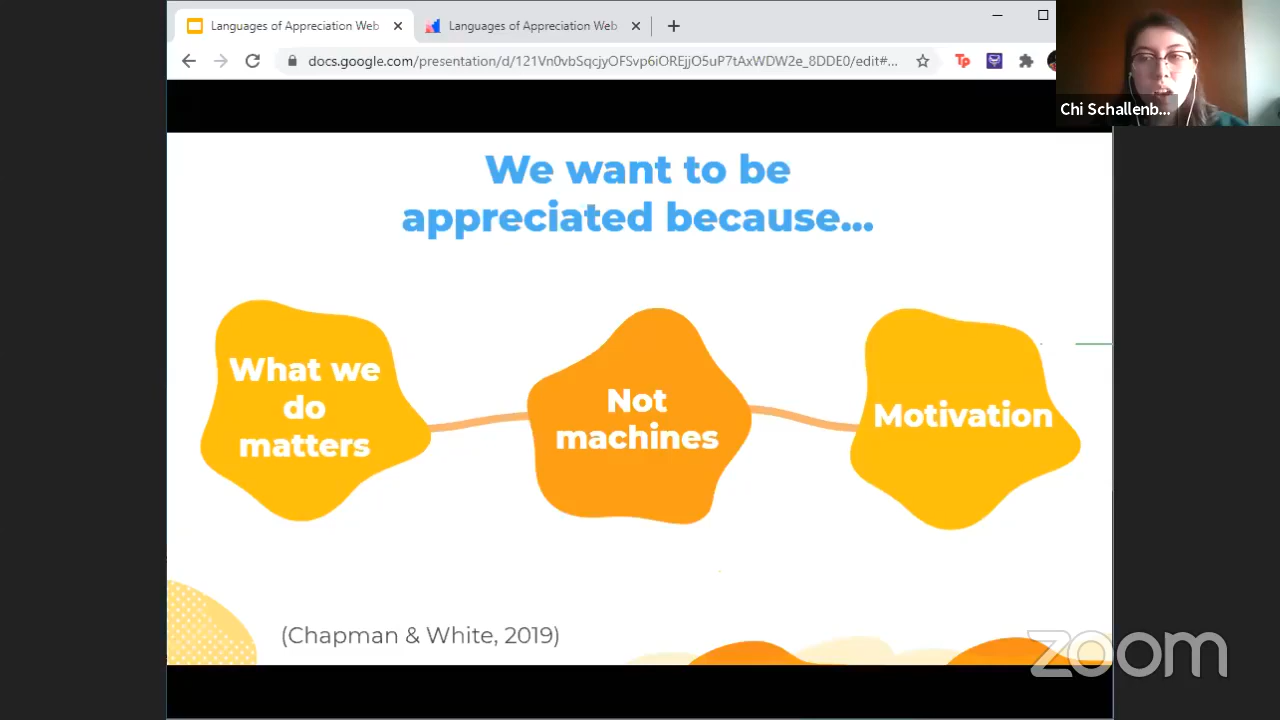 Languages of Appreciation Web
Languages of Appreciation Web
docs.google.com/presentation/d/121Vn0vbSqcjyOFSvp6iOREjjO5uP7tAxWDW2e_8DDE0/edit#...
Tp
Chi Schallenb...
We want to be
appreciated because...
What we
do
matters
Not
machines
Motivation
(Chapman & White, 2019)
zoom